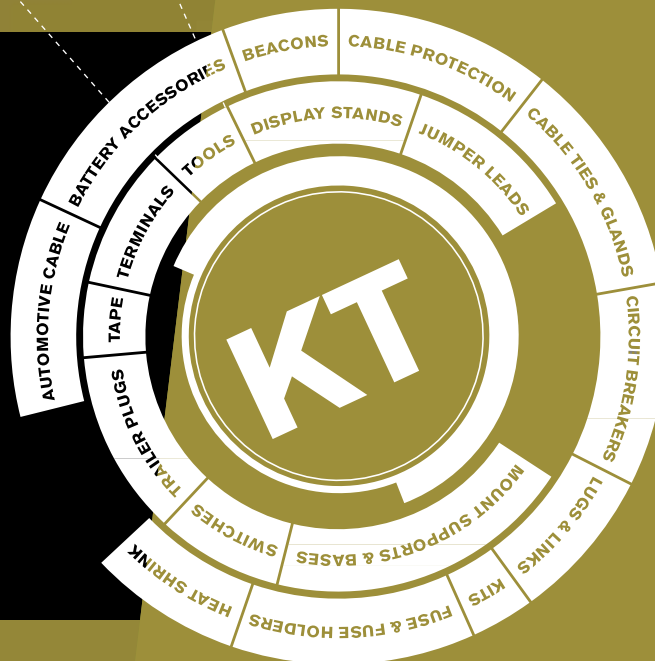 AUTOMOTIVE CABLE
BATTERY ACCESSORIES
BEACONS
CABLE PROTECTION
CABLE TIES & GLANDS
CIRCUIT BREAKERS
LUGS & LINKS
KITS
FUSE & FUSE HOLDERS
HEAT SHRINK
TRAILER PLUGS
TAPE
TERMINALS
TOOLS
DISPLAY STANDS
JUMPER LEADS
MOUNT SUPPORTS & BASES
SWITCHES
KT